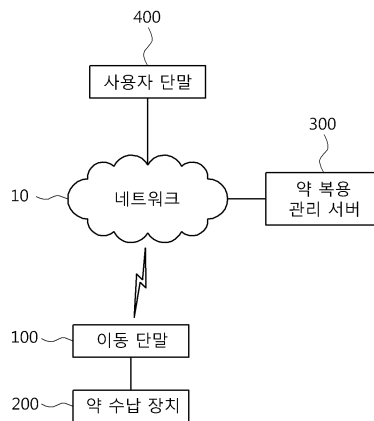 400
사용자 단말
300
10
네트워크
약 복용
관리 서버
100
이동 단말
200
약 수납 장치